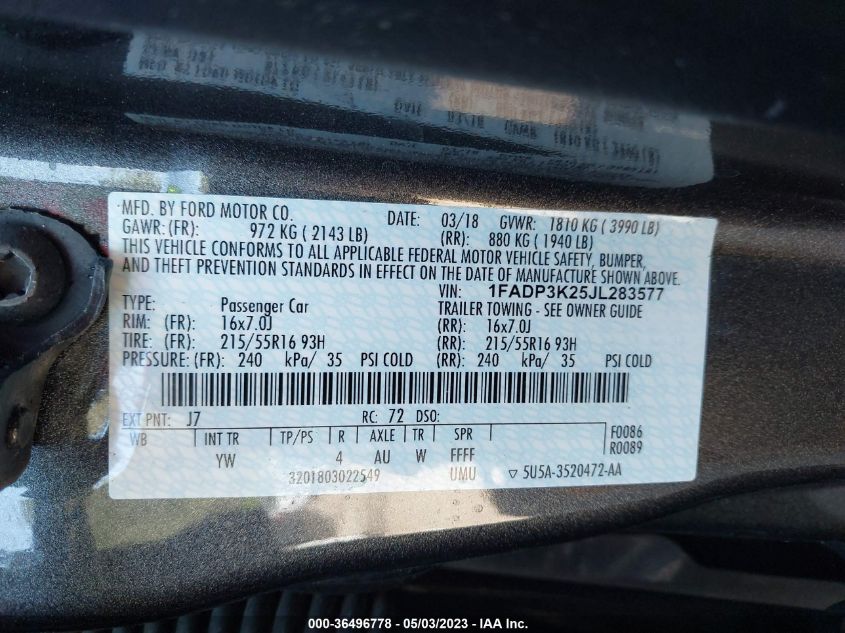 MFD. BY FORD MOTOR CO. DATE: 03/18 GVWR: 1810 KG ( 3990 LB)
GAWR: (FR): 972 KG ( 2143 LB) (RR): 880 KG ( 1940 LB)
THIS VEHICLE CONFORMS TO ALL APPLICABLE FEDERAL MOTOR VEHICLE SAFETY, BUMPER,
AND THEFT PREVENTION STANDARDS IN EFFECT ON THE DATE OF MANUFACTURE SHOWN ABOVE.
VIN: 1FADP3K25JL283577
TYPE: Passenger Car TRAILER TOWING - SEE OWNER GUIDE
RIM: (FR): 16x7.0J (RR): 16x7.0J
TIRE: (FR): 215/55R16 93H (RR): 215/55R16 93H
PRESSURE: (FR): 240 kPa/ 35 PSI COLD (RR): 240 kPa/ 35 PSI COLD
EXT PNT: J7 RC: 72 DSO:
WB INT TR TP/PS R AXLE TR SPR F0086
YW 4 AU W FFFF R0089
3201803022549 UMU ▽ 5U5A-3520472-AA
000-36496778 - 05/03/2023 - IAA Inc.